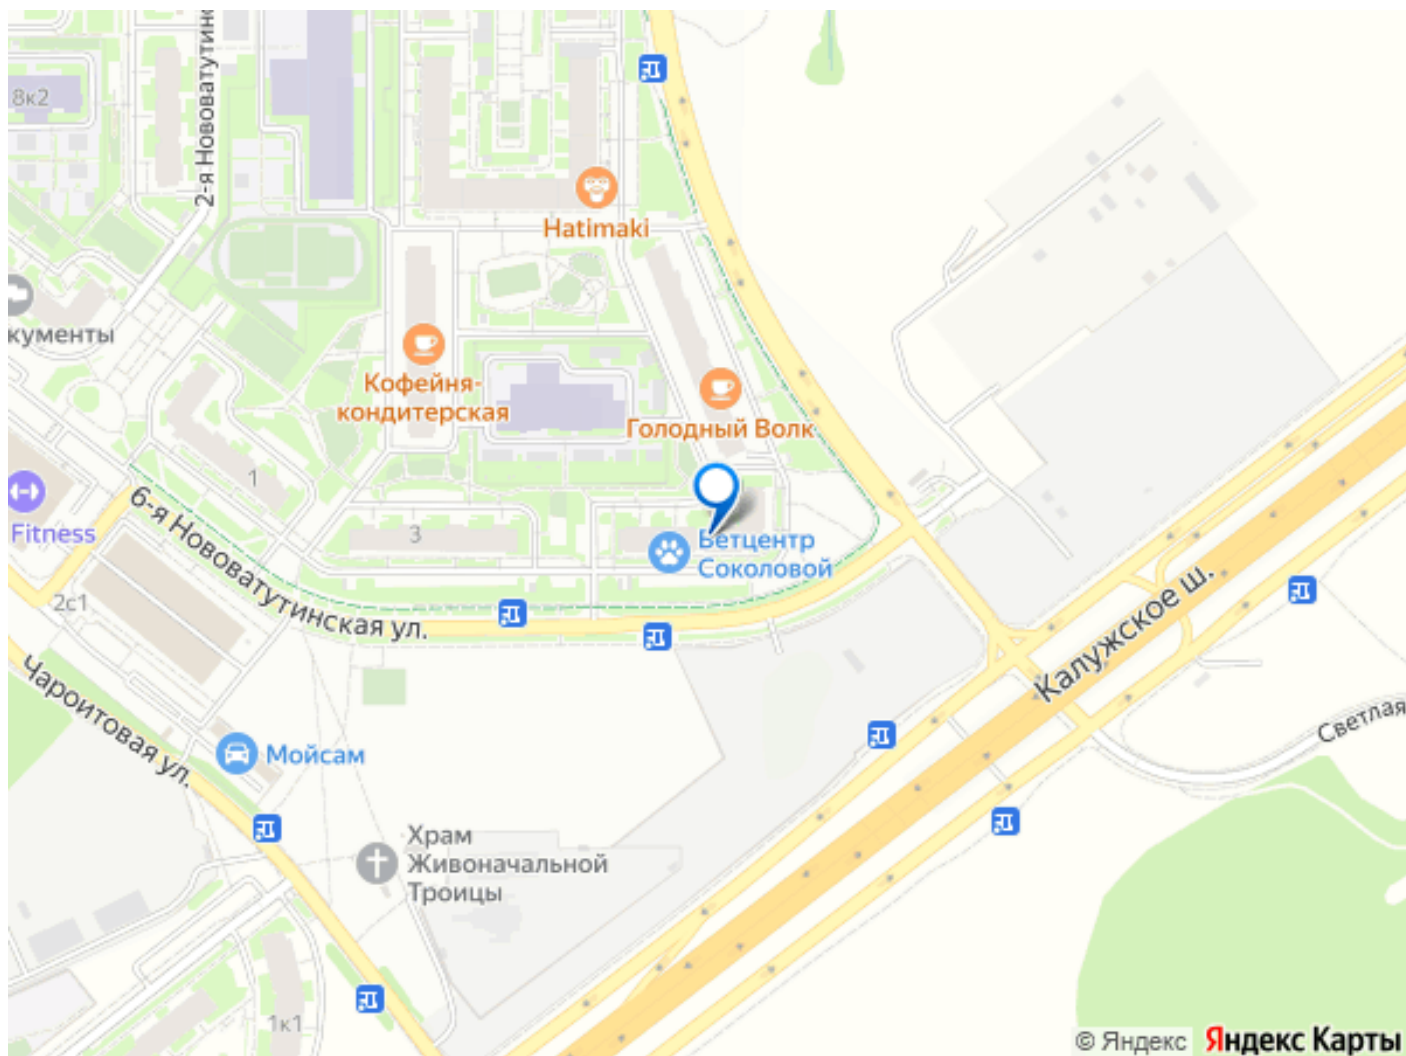 8к2
2-я Нововатутинс
Hatimaki
кументы
Кофейня-
кондитерская
Голодный Волк
1
6-я Нововатутинская ул.
Fitness
3
Ветцентр
Соколовой
2с1
Калужское ш.
Чароитовая ул.
Светлая
Мойсам
Храм
Живоначальной
Троицы
1к1
© Яндекс Яндекс Карты